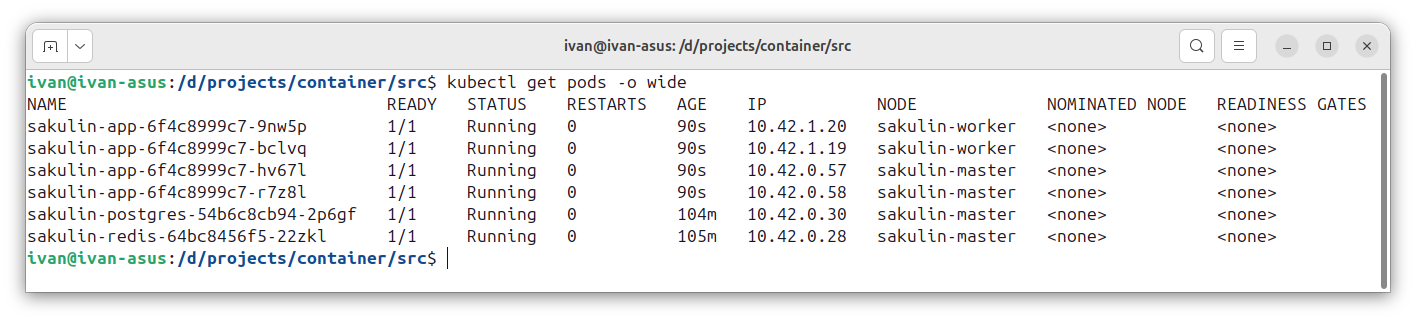 ivan@ivan-asus: /d/projects/container/src
ivan@ivan-asus:/d/projects/container/src$ kubectl get pods -o wide
NAME READY STATUS RESTARTS AGE IP NODE NOMINATED NODE READINESS GATES
sakulin-app-6f4c8999c7-9nw5p 1/1 Running 0 90s 10.42.1.20 sakulin-worker <none> <none>
sakulin-app-6f4c8999c7-bclvq 1/1 Running 0 90s 10.42.1.19 sakulin-worker <none> <none>
sakulin-app-6f4c8999c7-hv67l 1/1 Running 0 90s 10.42.0.57 sakulin-master <none> <none>
sakulin-app-6f4c8999c7-r7z8l 1/1 Running 0 90s 10.42.0.58 sakulin-master <none> <none>
sakulin-postgres-54b6c8cb94-2p6gf 1/1 Running 0 104m 10.42.0.30 sakulin-master <none> <none>
sakulin-redis-64bc8456f5-22zkl 1/1 Running 0 105m 10.42.0.28 sakulin-master <none> <none>
ivan@ivan-asus:/d/projects/container/src$